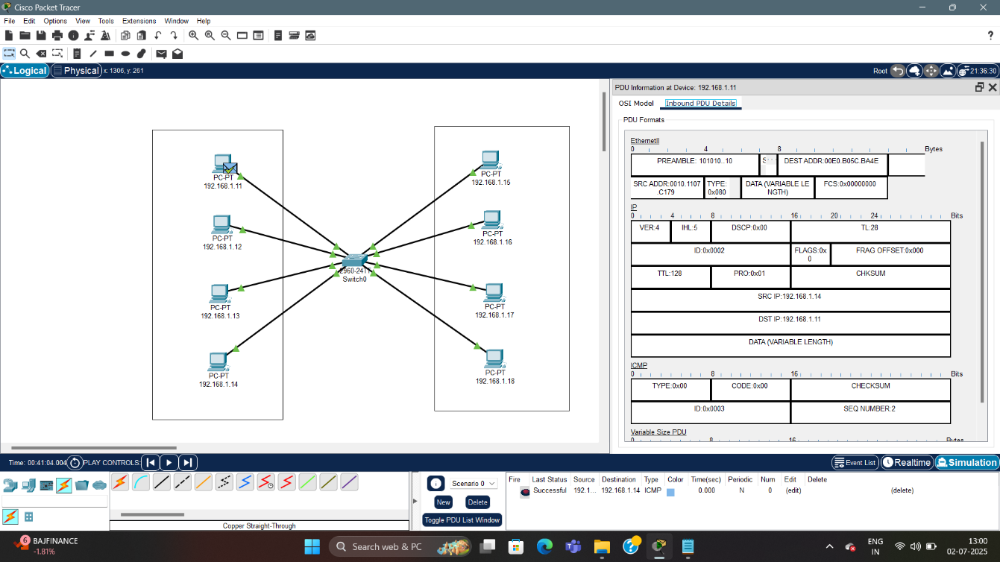 Cisco Packet Tracer
File Edit Options View Tools Extensions Window Help
?
Logical Physical x: 1306, y: 261
Root 21:36:30
PC-PT
192.168.1.11
PC-PT
192.168.1.12
PC-PT
192.168.1.13
PC-PT
192.168.1.14
2960-24TT
Switch0
PC-PT
192.168.1.15
PC-PT
192.168.1.16
PC-PT
192.168.1.17
PC-PT
192.168.1.18
PDU Information at Device: 192.168.1.11
OSI Model Inbound PDU Details
PDU Formats
EthernetII
0 4 8 Bytes
PREAMBLE: 101010..10 DEST ADDR:00E0.B05C.BA4E
SRC ADDR:0010.1107 TYPE: DATA (VARIABLE LE FCS:0x00000000
.C179 0x080 NGTH)
IP
0 4 8 16 20 24 Bits
VER:4 IHL:5 DSCP:0x00 TL:28
ID:0x0002 FLAGS:0x FRAG OFFSET:0x000
0
TTL:128 PRO:0x01 CHKSUM
SRC IP:192.168.1.14
DST IP:192.168.1.11
DATA (VARIABLE LENGTH)
ICMP
0 8 16 Bits
TYPE:0x00 CODE:0x00 CHECKSUM
ID:0x0003 SEQ NUMBER:2
Variable Size PDU
0 8 16 Bytes
Time: 00:41:04.004 PLAY CONTROLS:
Event List Realtime Simulation
Copper Straight-Through
Scenario 0
New Delete
Toggle PDU List Window
Fire Last Status Source Destination Type Color Time(sec) Periodic Num Edit Delete
Successful 192.1... 192.168.1.14 ICMP 0.000 N 0 (edit) (delete)
6
BAJFINANCE
-1.81%
Search web & PC
ENG
IN
13:00
02-07-2025